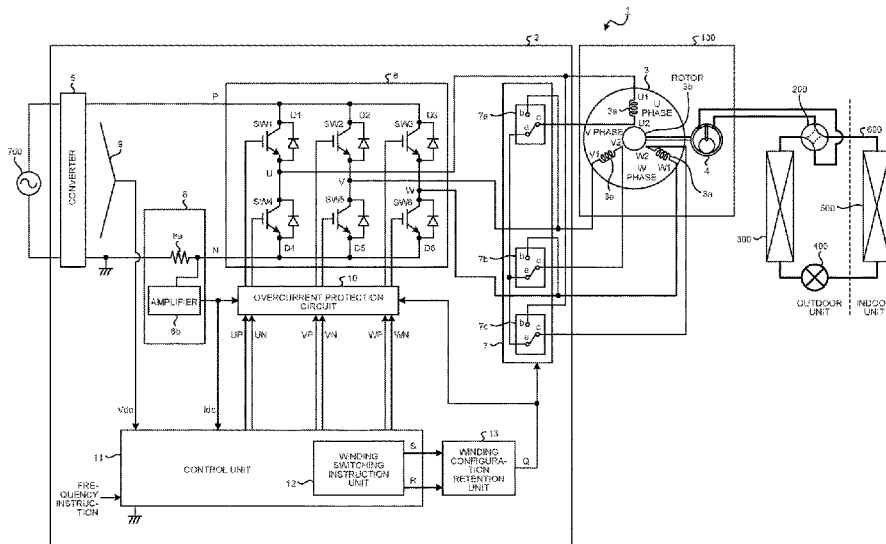 1
2
100
5
6
3
ROTOR
3b
P
D1
D2
D3
SW1
SW2
SW3
3a
U1
U PHASE
U2
7a
b
c
a
200
600
700
CONVERTER
9
U
V
W
V PHASE
V2
V1
W2
W1
W PHASE
3a
3a
4
8
8a
SW4
SW5
SW6
D4
D5
D6
N
300
500
7b
b
c
a
400
10
OVERCURRENT PROTECTION
CIRCUIT
AMPLIFIER
OUTDOOR
UNIT
INDOOR
UNIT
UP
UN
VP
VN
WP
WN
7c
b
c
a
7
Vdc
Idc
11
CONTROL UNIT
WINDING
SWITCHING
INSTRUCTION
UNIT
12
S
R
13
WINDING
CONFIGURATION
RETENTION
UNIT
Q
FRE-
QUENCY
INSTRUC-
TION